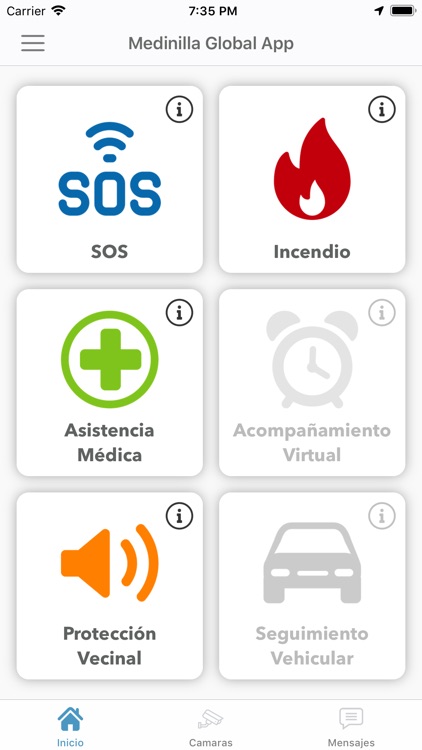 Carrier 7:35 PM
Medinilla Global App
SOS
SOS
Incendio
Asistencia
Médica
Acompañamiento
Virtual
Protección
Vecinal
Seguimiento
Vehicular
Inicio
Camaras
Mensajes